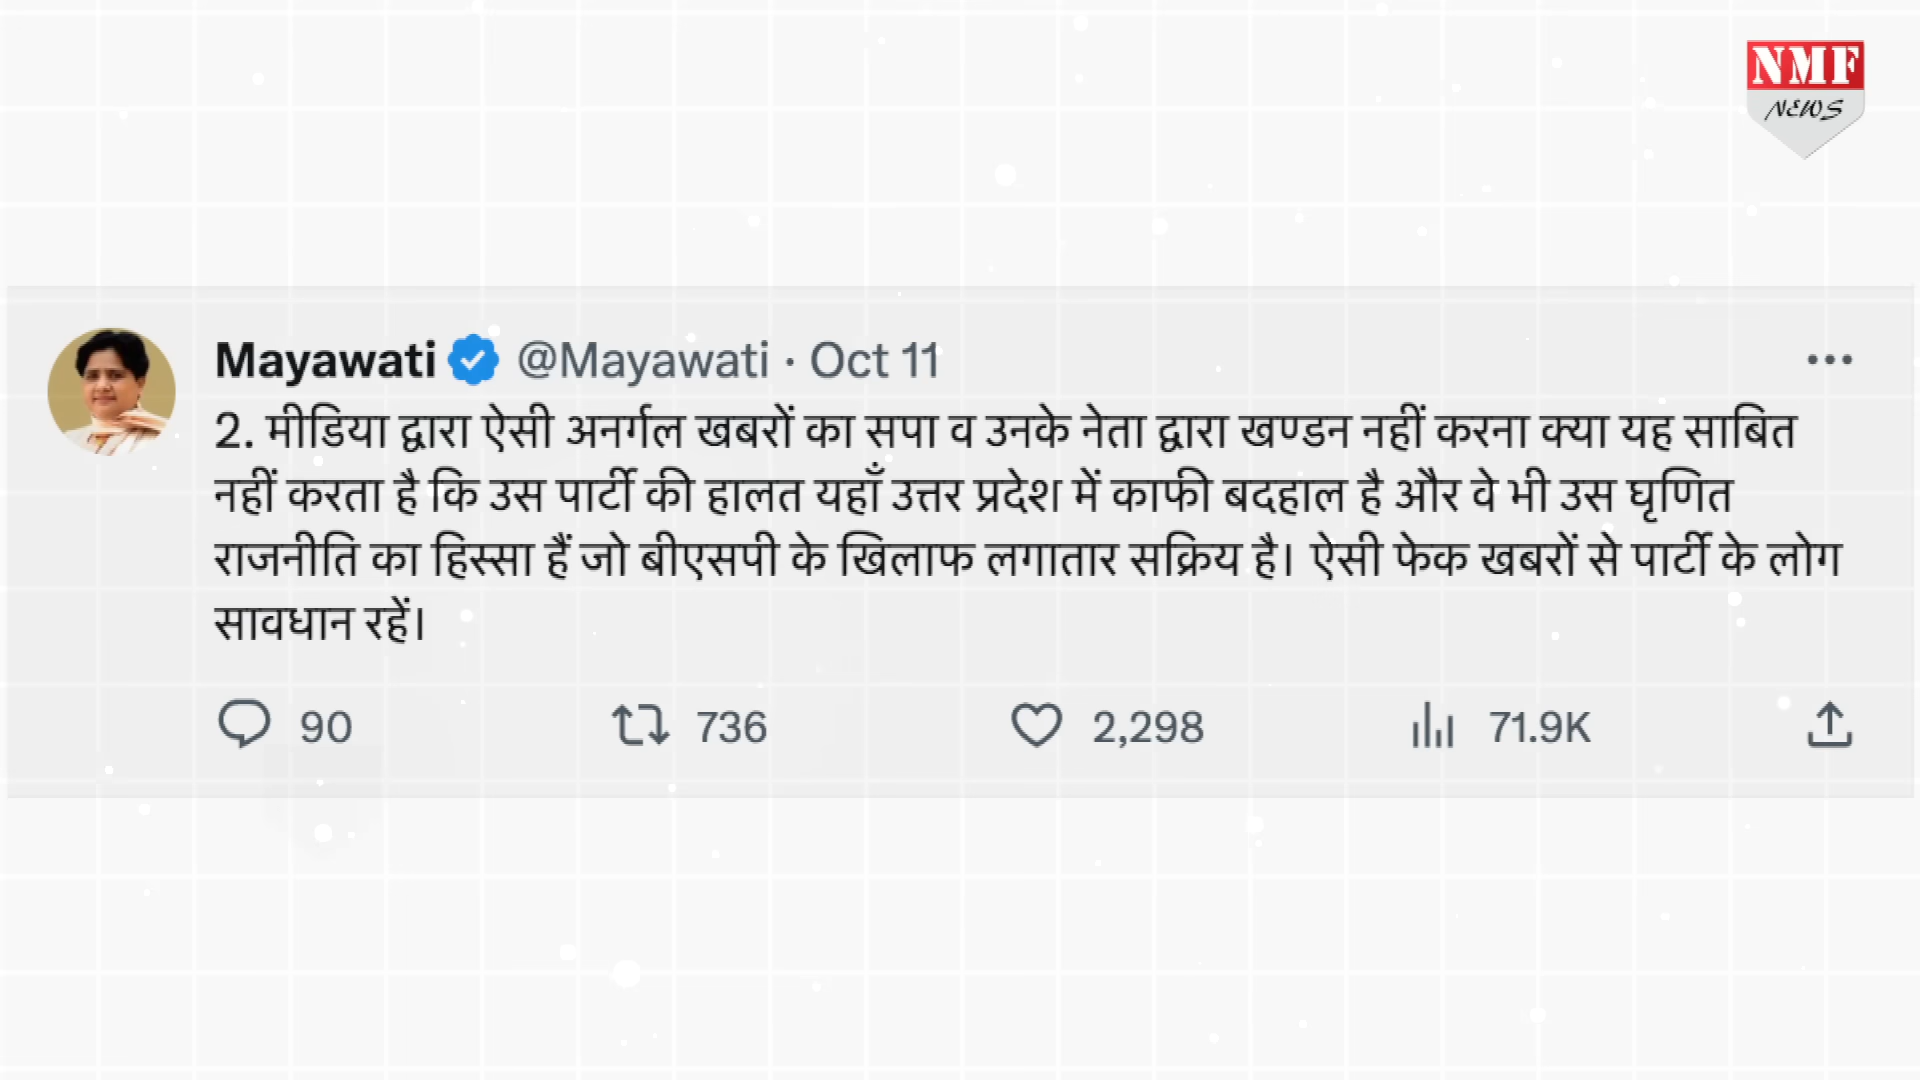 NMF
NEWS
Mayawati @Mayawati · Oct 11
2. मीडिया द्वारा ऐसी अनर्गल खबरों का सपा व उनके नेता द्वारा खण्डन नहीं करना क्या यह साबित
नहीं करता है कि उस पार्टी की हालत यहाँ उत्तर प्रदेश में काफी बदहाल है और वे भी उस घृणित
राजनीति का हिस्सा हैं जो बीएसपी के खिलाफ लगातार सक्रिय है। ऐसी फेक खबरों से पार्टी के लोग
सावधान रहें।
90 736 2,298 71.9K